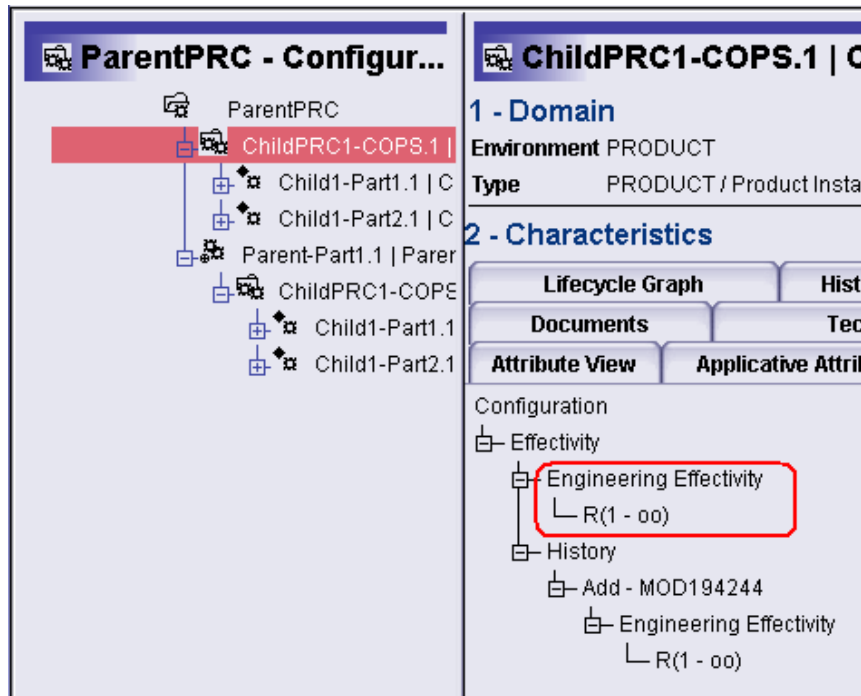 ParentPRC - Configur...
ParentPRC
ChildPRC1-COPS.1 |
Child1-Part1.1 | C
Child1-Part2.1 | C
Parent-Part1.1 | Parer
ChildPRC1-COPS
Child1-Part1.1
Child1-Part2.1
ChildPRC1-COPS.1 | C
1 - Domain
Environment PRODUCT
Type PRODUCT / Product Insta
2 - Characteristics
Lifecycle Graph Hist
Documents Tec
Attribute View Applicative Attril
Configuration
Effectivity
Engineering Effectivity
R(1 - oo)
History
Add - MOD194244
Engineering Effectivity
R(1 - oo)